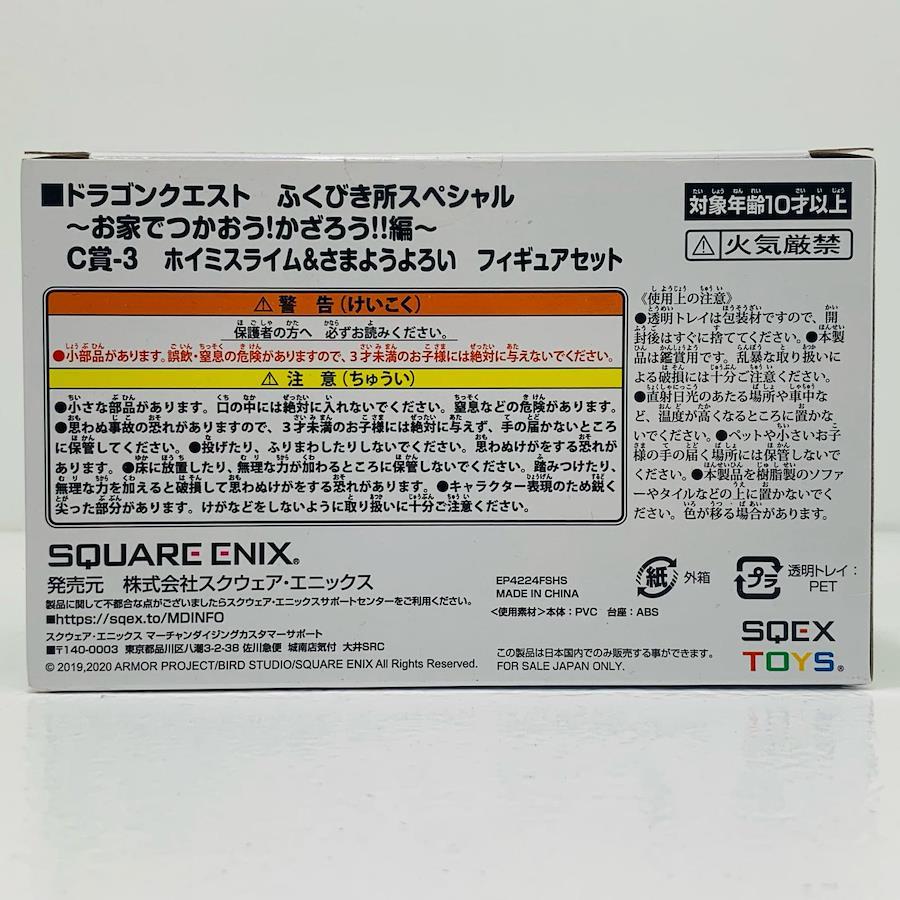 ■ドラゴンクエスト ふくびき所スペシャル
～お家でつかおう!かざろう!!編～
C賞-3 ホイミスライム&さまようよろい フィギュアセット
対象年齢10才以上
たいしょうねんれい さいいじょう
⚠火気厳禁
⚠警 告(けいこく)
保護者の方へ 必ずお読みください。
●小部品があります。誤飲・窒息の危険がありますので、3才未満のお子様には絶対に与えないでください。
⚠注 意(ちゅうい)
●小さな部品があります。口の中には絶対に入れないでください。窒息などの危険があります。
●思わぬ事故の恐れがありますので、3才未満のお子様には絶対に与えず、手の届かないところ
に保管してください。●投げたり、ふりまわしたりしないでください。思わぬけがをする恐れが
あります。●床に放置したり、無理な力が加わるところに保管しないでください。踏みつけたり、
無理な力を加えると破損して思わぬけがをする恐れがあります。●キャラクター表現のため鋭く
尖った部分があります。けがなどをしないように取り扱いに十分ご注意ください。
《使用上の注意》
●透明トレイは包装材ですので、開
封後はすぐに捨ててください。●本製
品は鑑賞用です。乱暴な取り扱いに
よる破損には十分ご注意ください。
●直射日光のあたる場所や車中な
ど、温度が高くなるところに置かな
いでください。●ペットや小さいお子
様の手の届く場所には保管しないで
ください。●本製品を樹脂製のソファ
ーやタイルなどの上に置かないでく
ださい。色が移る場合があります。
SQUARE ENIX®
発売元 株式会社スクウェア・エニックス
製品に関して不都合な点がございましたらスクウェア・エニックスサポートセンターをご利用ください。
■https://sqex.to/MDINFO
スクウェア・エニックス マーチャンダイジングカスタマーサポート
■〒140-0003 東京都品川区八潮3-2-38 佐川急便 城南店気付 大井SRC
© 2019,2020 ARMOR PROJECT/BIRD STUDIO/SQUARE ENIX All Rights Reserved.
EP4224FSHS
MADE IN CHINA
<使用素材>本体:PVC 台座:ABS
紙 外箱
プラ 透明トレイ:
PET
この製品は日本国内でのみ販売する事ができます。
FOR SALE JAPAN ONLY.
SQEX
TOYS®